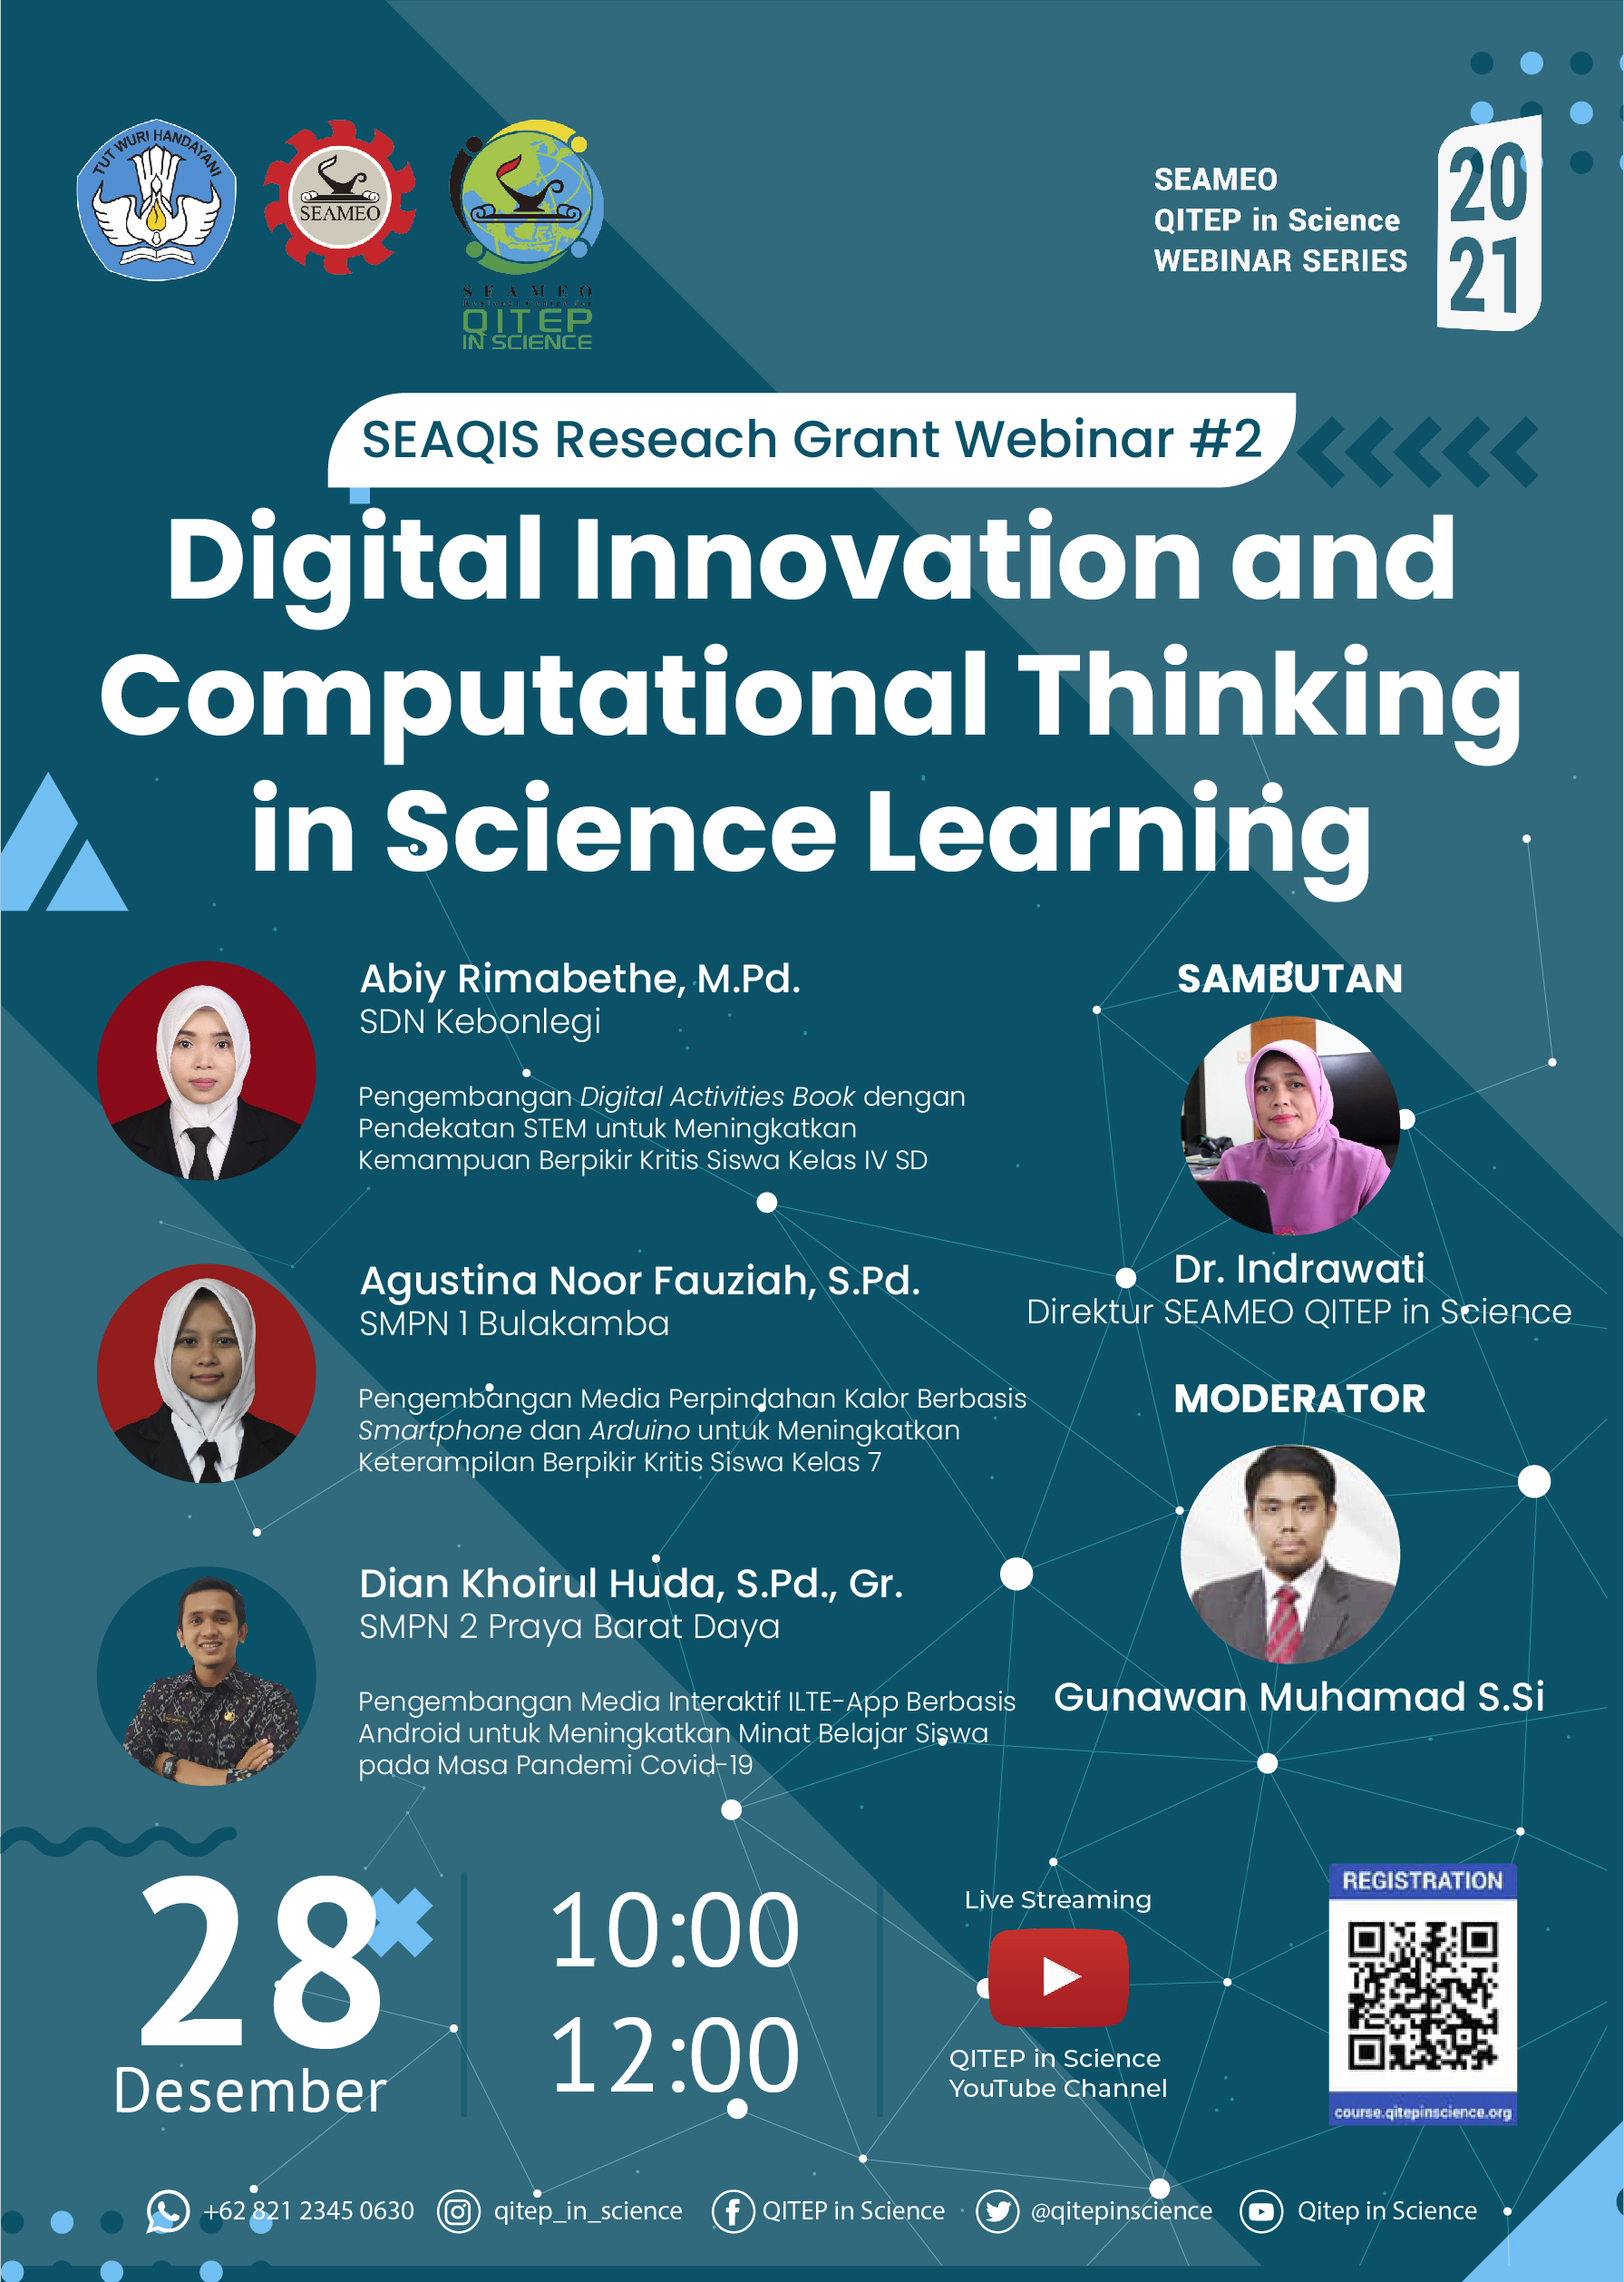 TUT WURI HANDAYANI
SEAMEO
SEAMEO
QITEP
IN SCIENCE
SEAMEO
QITEP in Science
WEBINAR SERIES
20
21
SEAQIS Reseach Grant Webinar #2
Digital Innovation and
Computational Thinking
in Science Learning
Abiy Rimabethe, M.Pd.
SDN Kebonlegi
Pengembangan Digital Activities Book dengan
Pendekatan STEM untuk Meningkatkan
Kemampuan Berpikir Kritis Siswa Kelas IV SD
Agustina Noor Fauziah, S.Pd.
SMPN 1 Bulakamba
Pengembangan Media Perpindahan Kalor Berbasis
Smartphone dan Arduino untuk Meningkatkan
Keterampilan Berpikir Kritis Siswa Kelas 7
Dian Khoirul Huda, S.Pd., Gr.
SMPN 2 Praya Barat Daya
Pengembangan Media Interaktif ILTE-App Berbasis
Android untuk Meningkatkan Minat Belajar Siswa
pada Masa Pandemi Covid-19
SAMBUTAN
Dr. Indrawati
Direktur SEAMEO QITEP in Science
MODERATOR
Gunawan Muhamad S.Si
28
Desember
10:00
12:00
Live Streaming
QITEP in Science
YouTube Channel
REGISTRATION
course.qitepinscience.org
+62 821 2345 0630
qitep_in_science
QITEP in Science
@qitepinscience
Qitep in Science